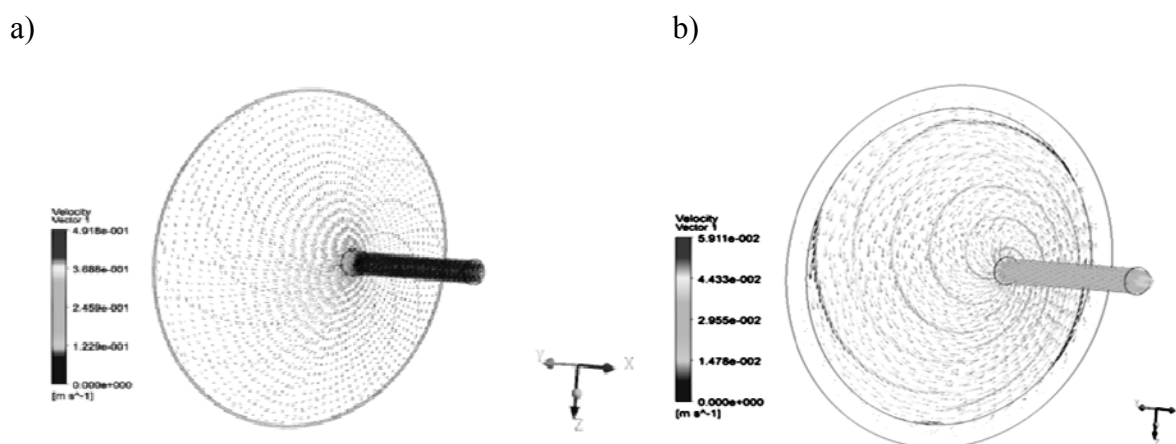 a)
b)
Velocity
Vector 1
4.918e-001
3.688e-001
2.459e-001
1.229e-001
0.000e+000
[m s^-1]
Y
X
Z
Velocity
Vector 1
5.911e-002
4.433e-002
2.955e-002
1.478e-002
0.000e+000
[m s^-1]